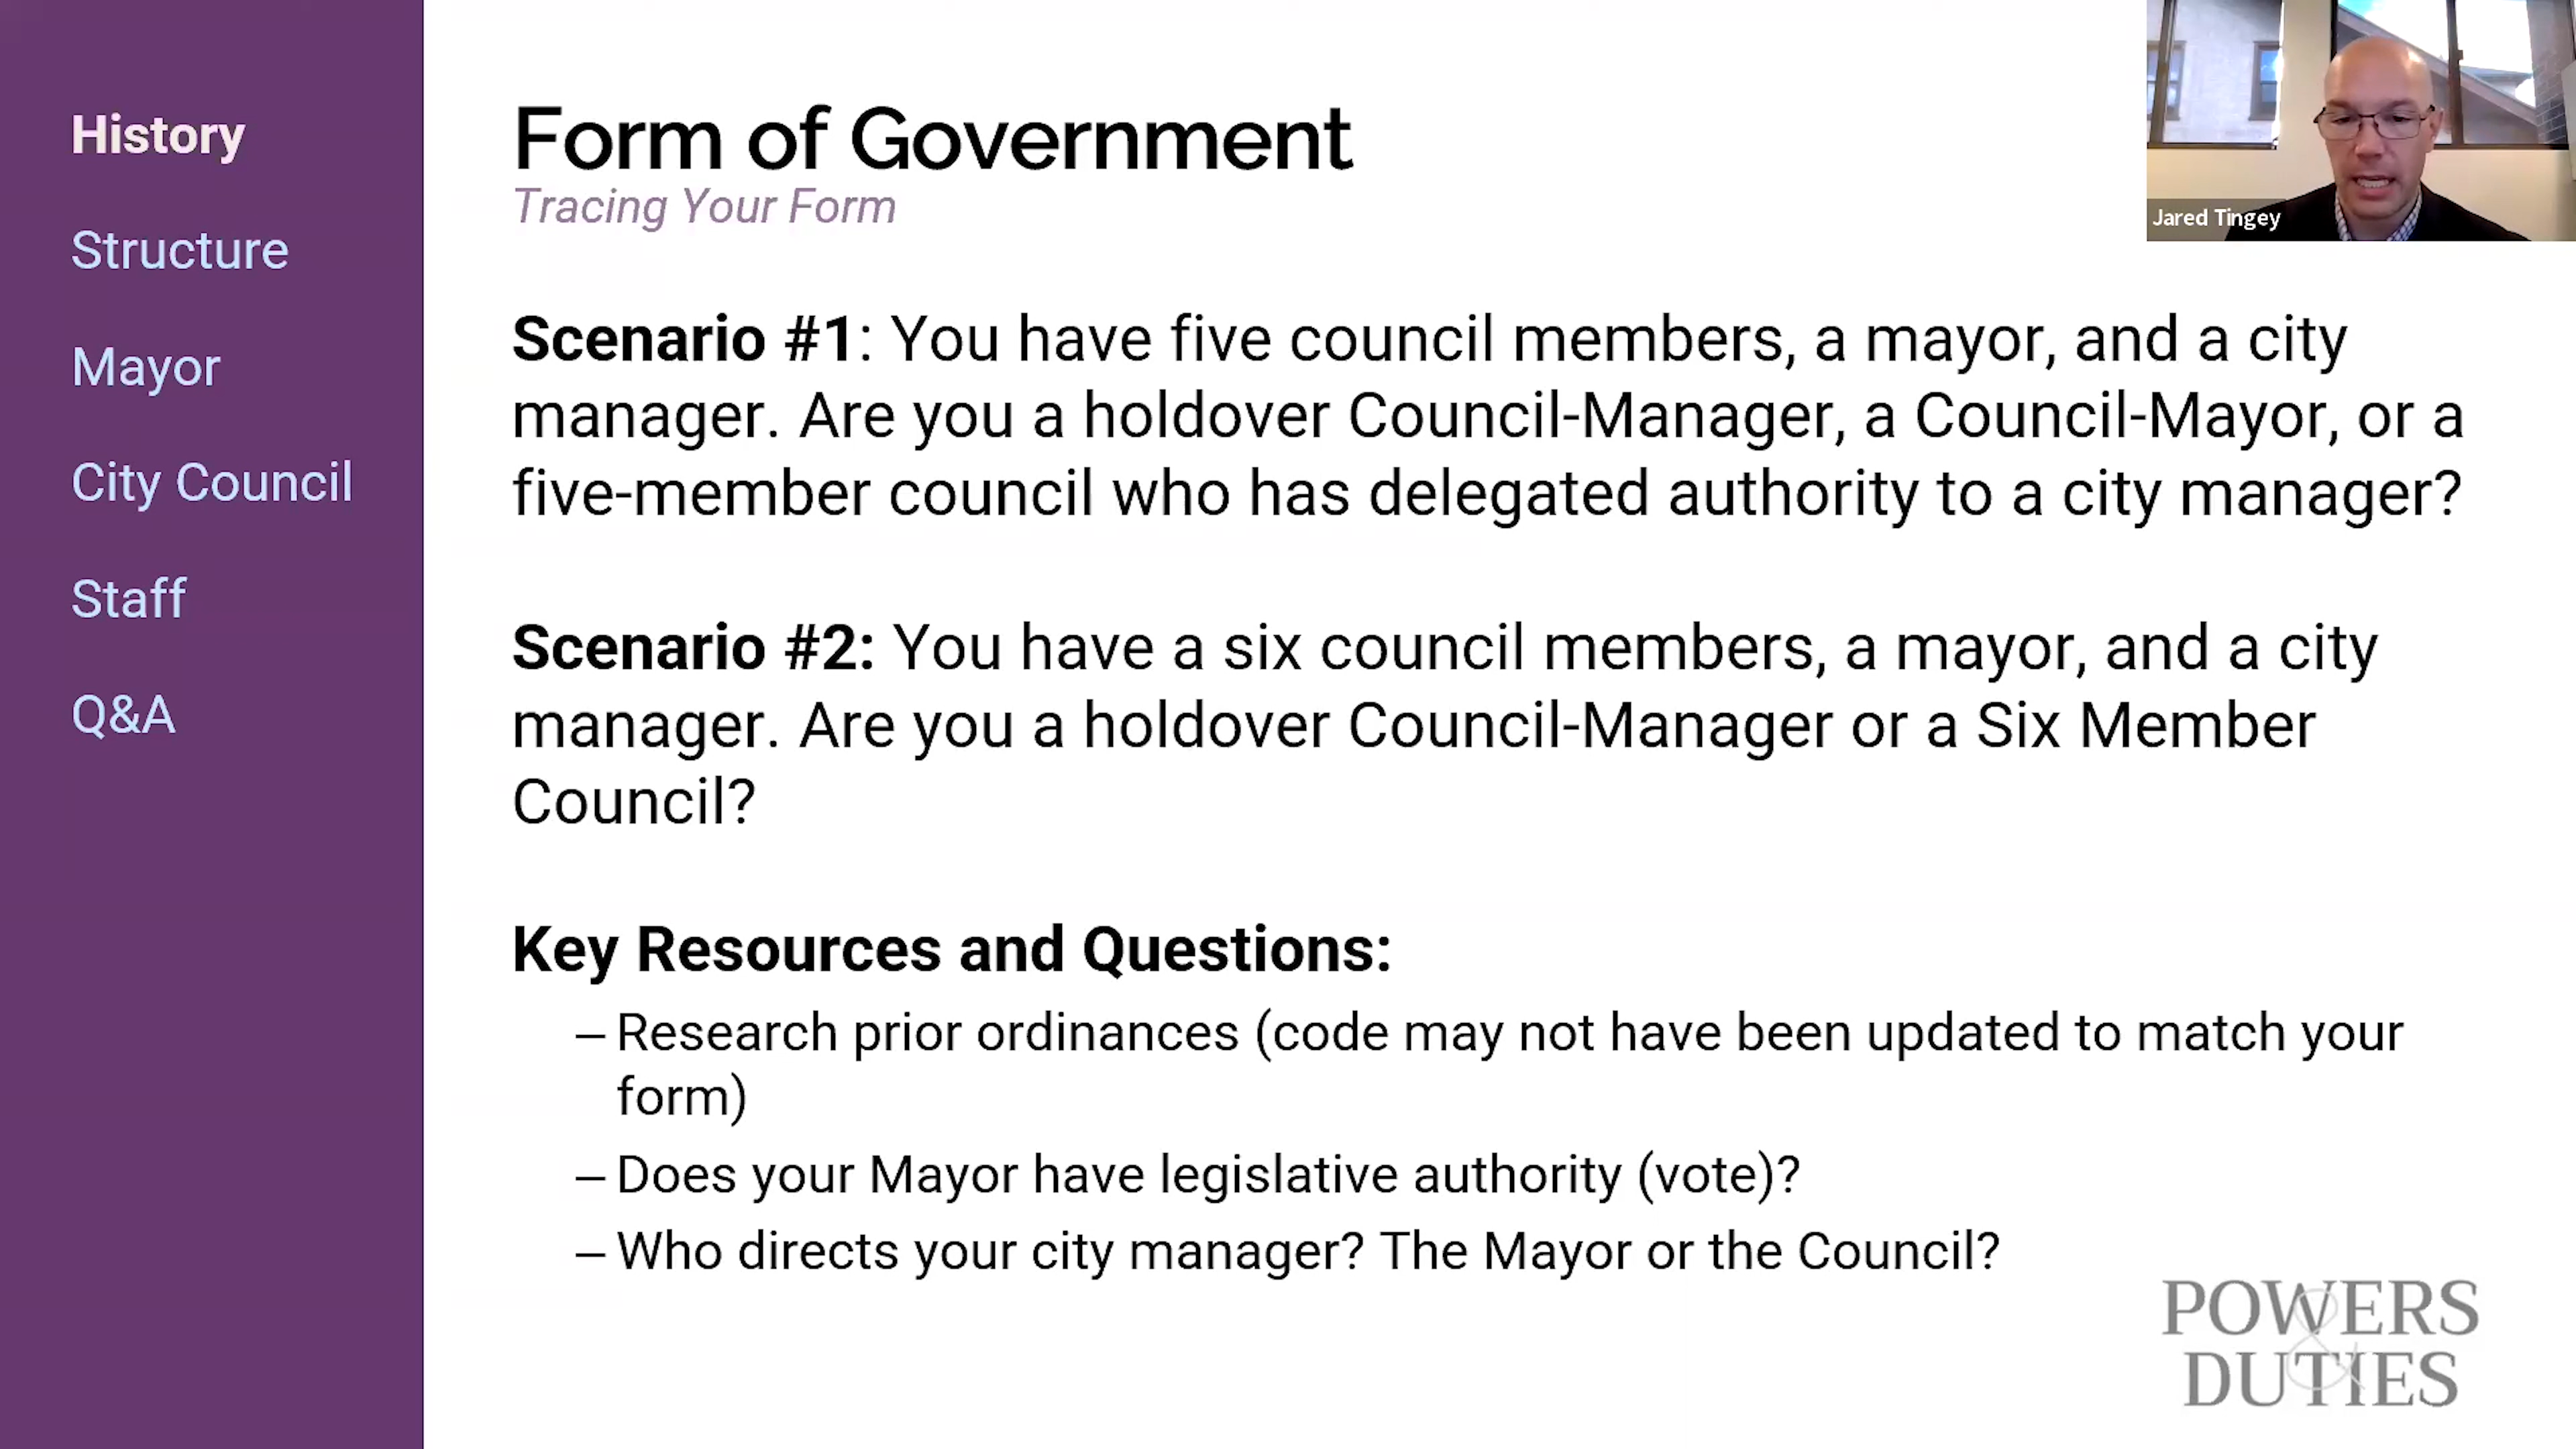 History
Structure
Mayor
City Council
Staff
Q&A
Form of Government
Tracing Your Form
Jared Tingey
Scenario #1: You have five council members, a mayor, and a city
manager. Are you a holdover Council-Manager, a Council-Mayor, or a
five-member council who has delegated authority to a city manager?
Scenario #2: You have a six council members, a mayor, and a city
manager. Are you a holdover Council-Manager or a Six Member
Council?
Key Resources and Questions:
– Research prior ordinances (code may not have been updated to match your
form)
– Does your Mayor have legislative authority (vote)?
– Who directs your city manager? The Mayor or the Council?
POWERS
&
DUTIES